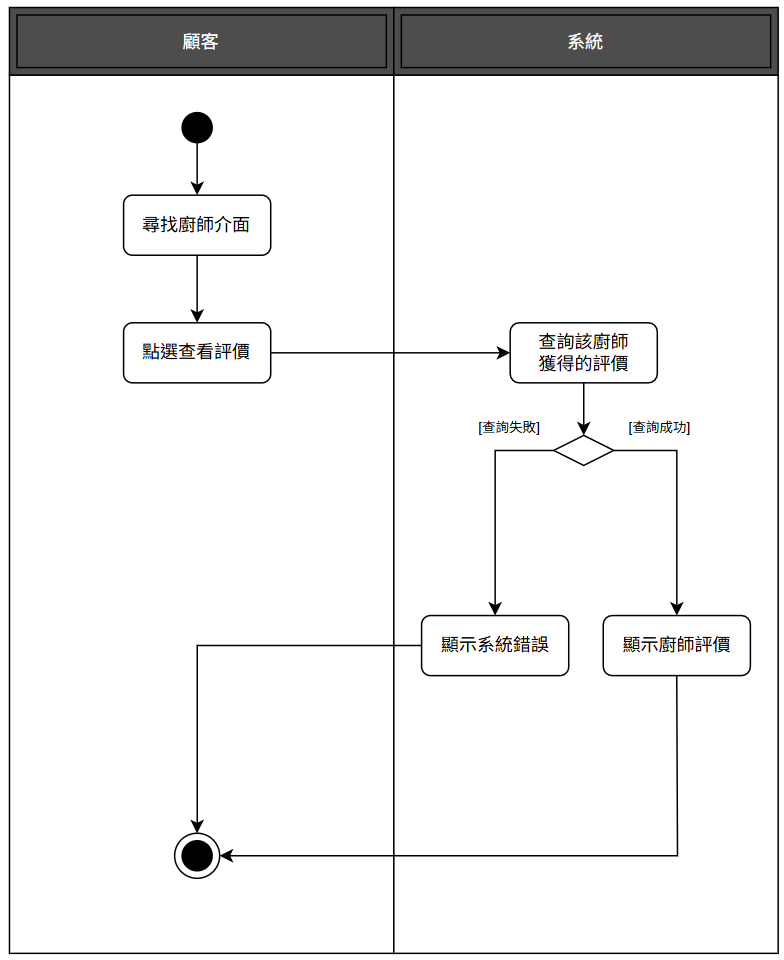 顧客
系統
尋找廚師介面
點選查看評價
查詢該廚師
獲得的評價
[查詢失敗]
[查詢成功]
顯示系統錯誤
顯示廚師評價